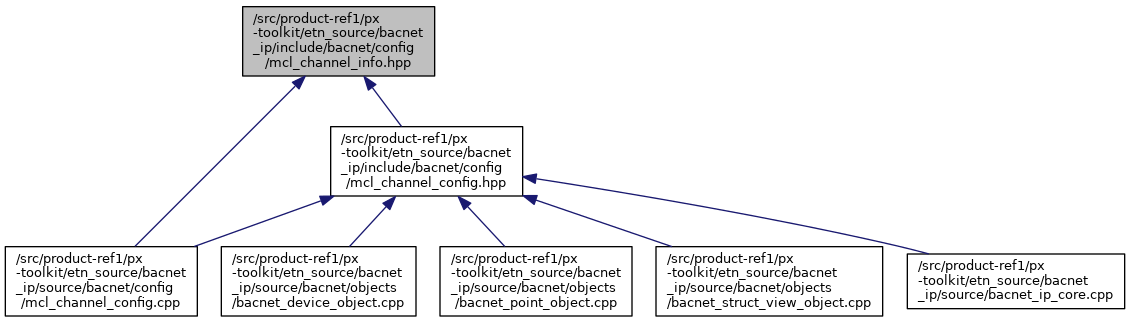 /src/product-ref1/px
-toolkit/etn_source/bacnet
_ip/include/bacnet/config
/mcl_channel_info.hpp
/src/product-ref1/px
-toolkit/etn_source/bacnet
_ip/include/bacnet/config
/mcl_channel_config.hpp
/src/product-ref1/px
-toolkit/etn_source/bacnet
_ip/source/bacnet/config
/mcl_channel_config.cpp
/src/product-ref1/px
-toolkit/etn_source/bacnet
_ip/source/bacnet/objects
/bacnet_device_object.cpp
/src/product-ref1/px
-toolkit/etn_source/bacnet
_ip/source/bacnet/objects
/bacnet_point_object.cpp
/src/product-ref1/px
-toolkit/etn_source/bacnet
_ip/source/bacnet/objects
/bacnet_struct_view_object.cpp
/src/product-ref1/px
-toolkit/etn_source/bacnet
_ip/source/bacnet_ip_core.cpp